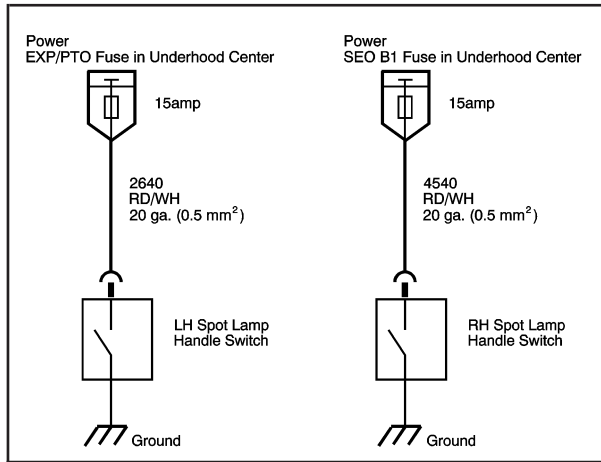 Power
EXP/PTO Fuse in Underhood Center
15amp
2640
RD/WH
20 ga. (0.5 mm²)
LH Spot Lamp
Handle Switch
Ground
Power
SEO B1 Fuse in Underhood Center
15amp
4540
RD/WH
20 ga. (0.5 mm²)
RH Spot Lamp
Handle Switch
Ground